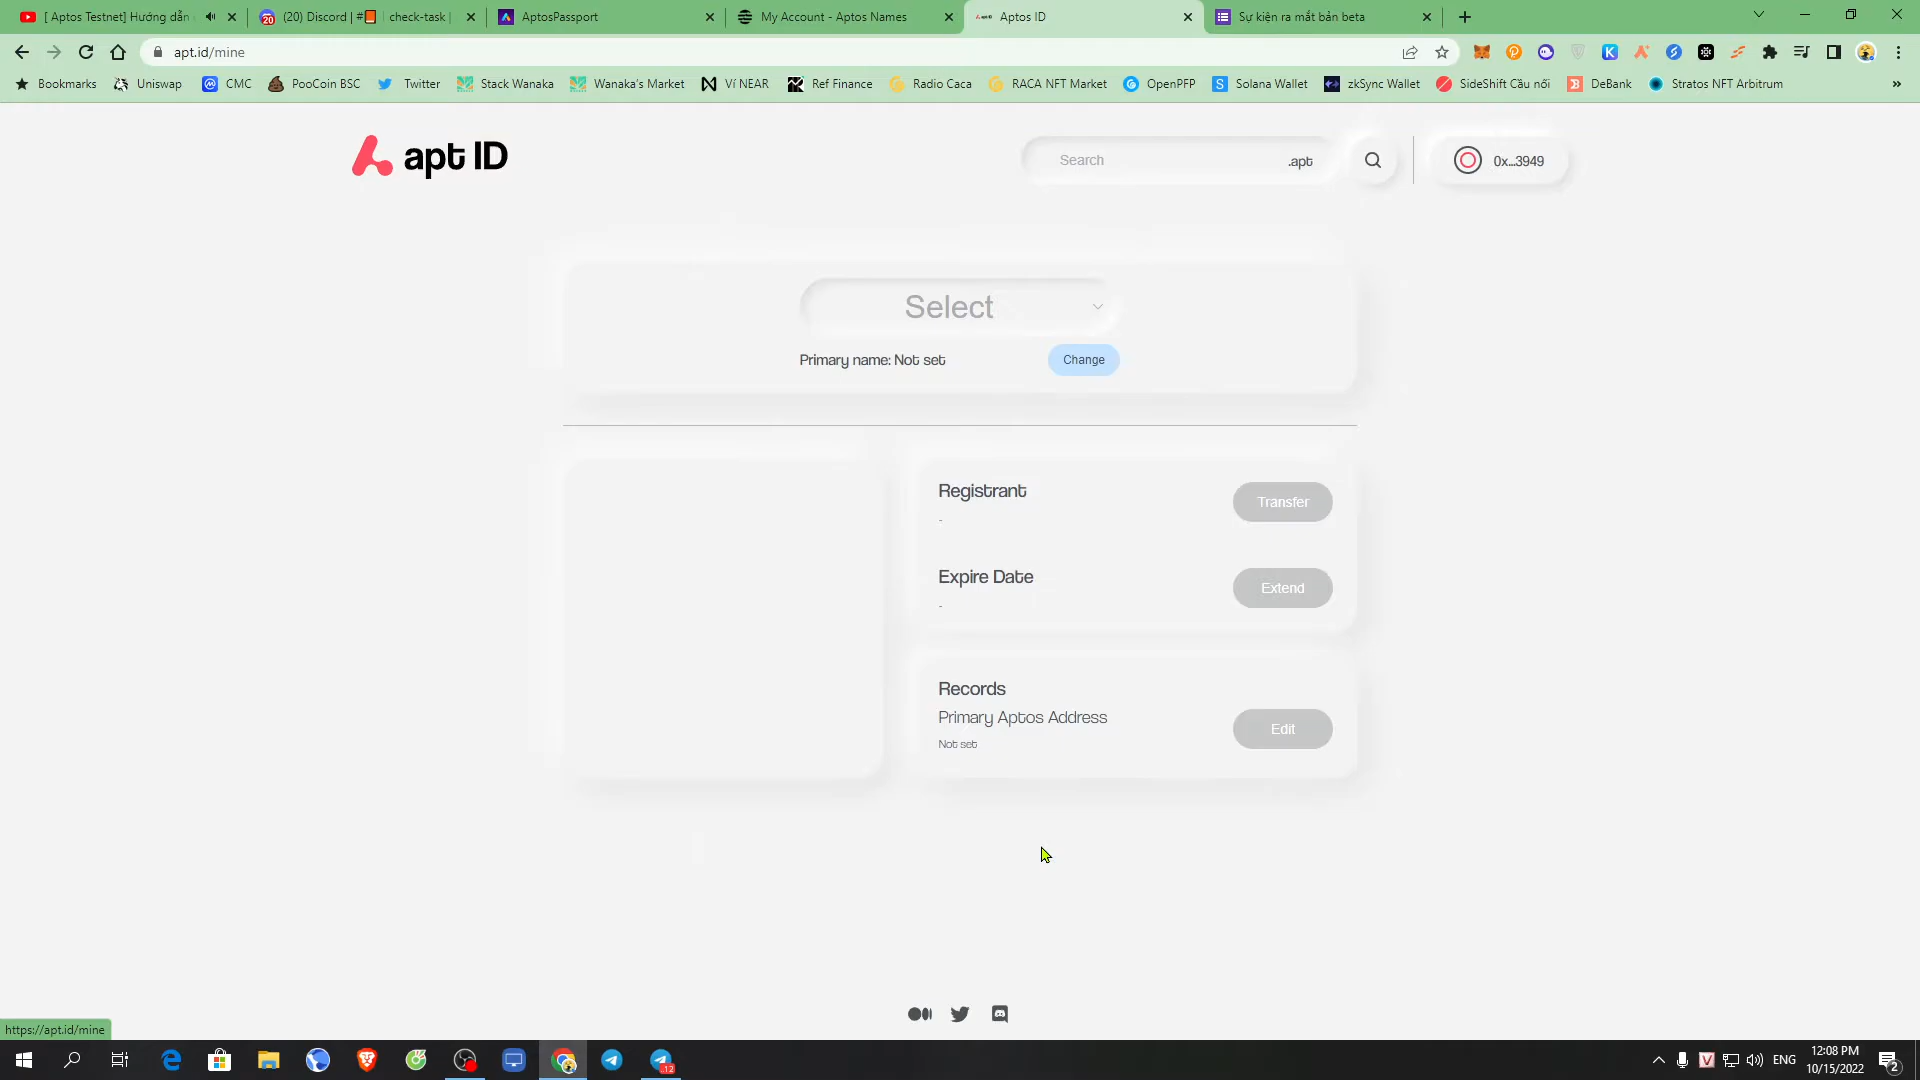 [ Aptos Testnet] Hướng dẫn
20
(20) Discord | #📕 | check-task |
AptosPassport
My Account - Aptos Names
Aptos ID
Sự kiện ra mắt bản beta
apt.id/mine
Bookmarks
Uniswap
CMC
PooCoin BSC
Twitter
Stack Wanaka
Wanaka's Market
Ví NEAR
Ref Finance
Radio Caca
RACA NFT Market
OpenPFP
Solana Wallet
zkSync Wallet
SideShift Cầu nối
DeBank
Stratos NFT Arbitrum
»
apt ID
Search
.apt
0x...3949
Select
Primary name: Not set
Change
Registrant
-
Transfer
Expire Date
-
Extend
Records
Primary Aptos Address
Not set
Edit
https://apt.id/mine
12
ENG
12:08 PM
10/15/2022
2